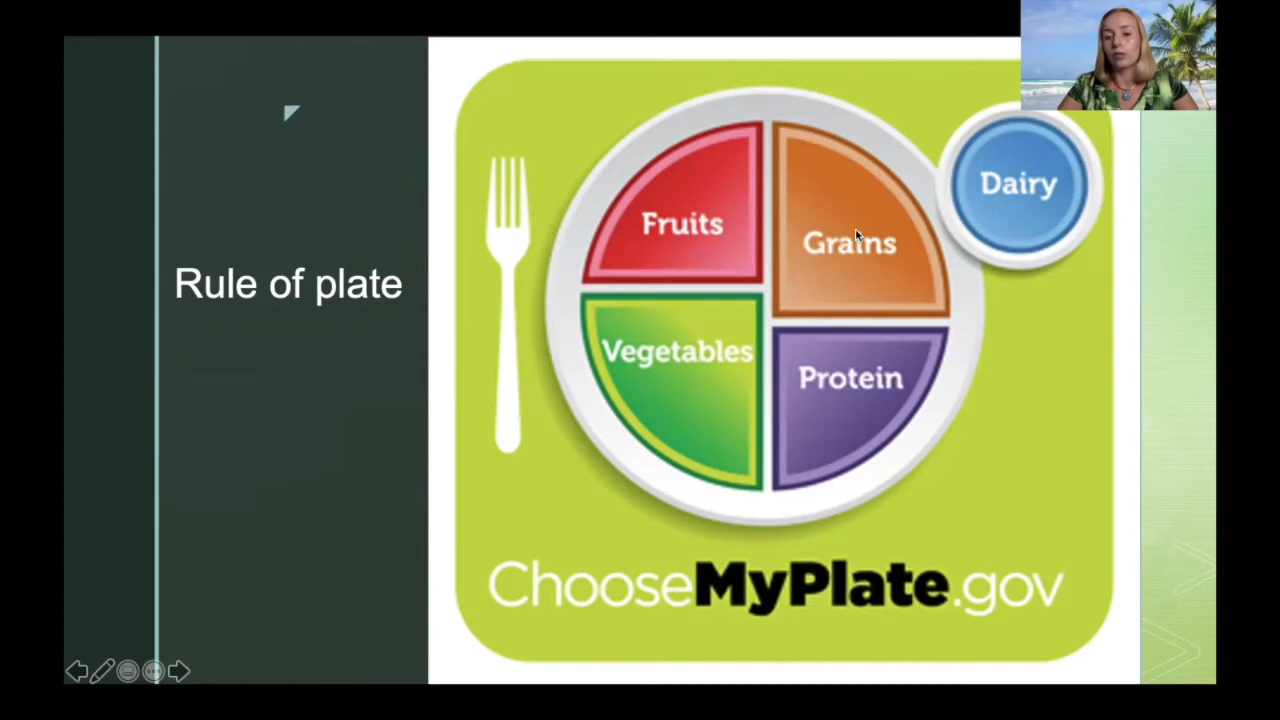 Rule of plate
Fruits
Grains
Dairy
Vegetables
Protein
ChooseMyPlate.gov